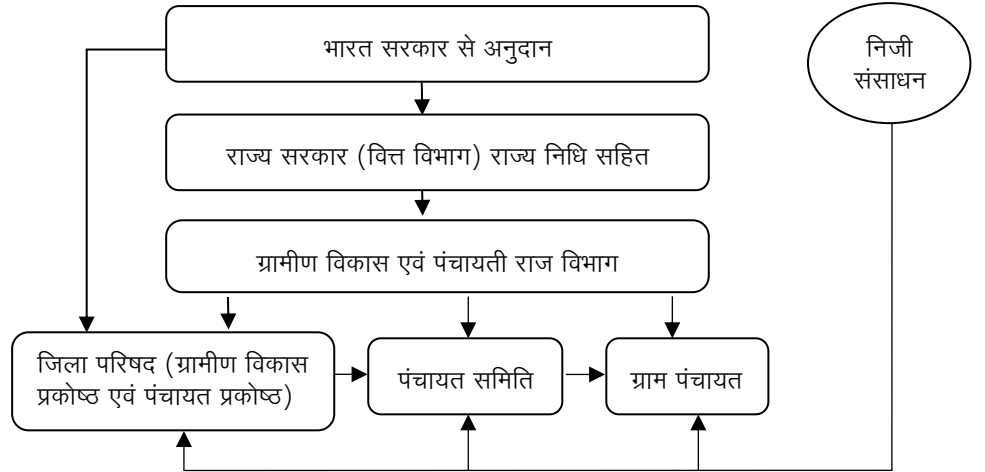 भारत सरकार से अनुदान
निजी
संसाधन
राज्य सरकार (वित्त विभाग) राज्य निधि सहित
ग्रामीण विकास एवं पंचायती राज विभाग
जिला परिषद (ग्रामीण विकास
प्रकोष्ठ एवं पंचायत प्रकोष्ठ)
पंचायत समिति
ग्राम पंचायत